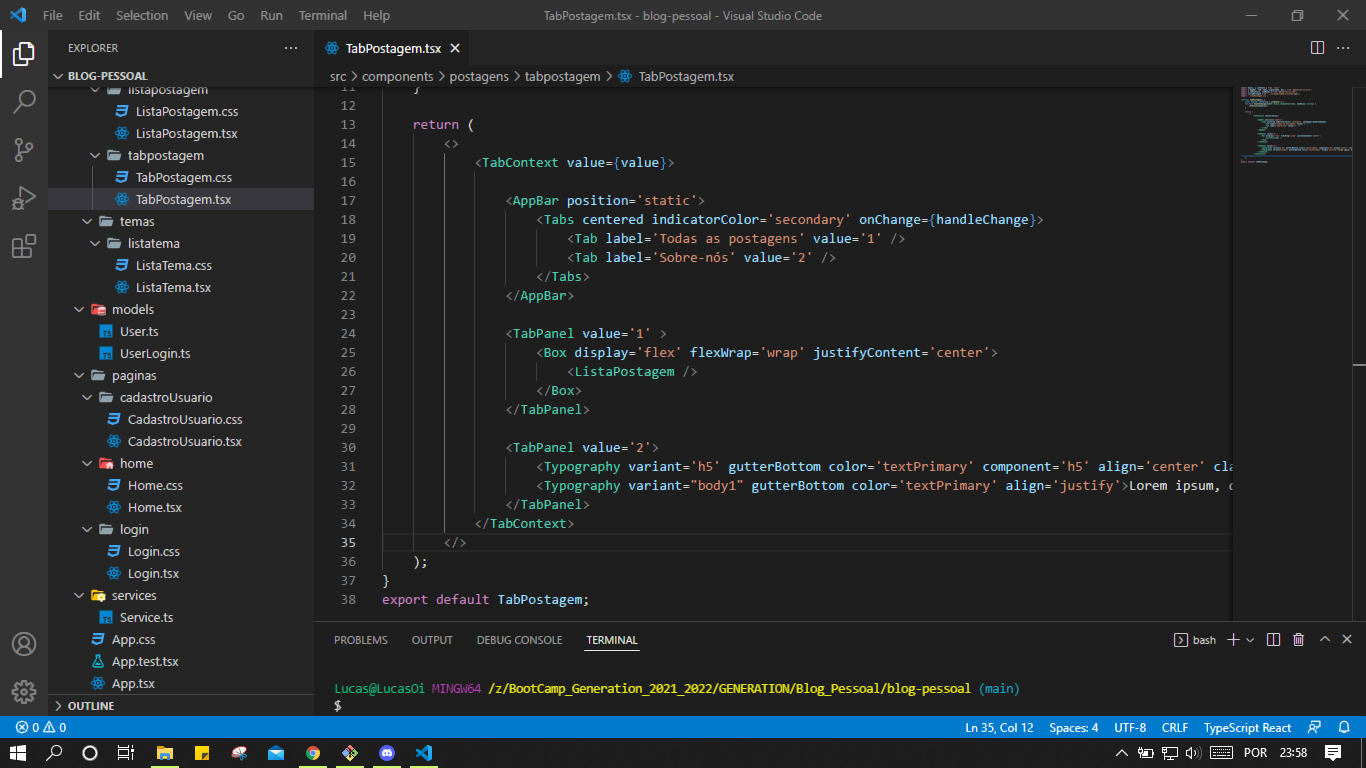 File Edit Selection View Go Run Terminal Help
TabPostagem.tsx - blog-pessoal - Visual Studio Code
EXPLORER
BLOG-PESSOAL
listapostagem
ListaPostagem.css
ListaPostagem.tsx
tabpostagem
TabPostagem.css
TabPostagem.tsx
temas
listatema
ListaTema.css
ListaTema.tsx
models
User.ts
UserLogin.ts
paginas
cadastroUsuario
CadastroUsuario.css
CadastroUsuario.tsx
home
Home.css
Home.tsx
login
Login.css
Login.tsx
services
Service.ts
App.css
App.test.tsx
App.tsx
OUTLINE
TabPostagem.tsx
src > components > postagens > tabpostagem > TabPostagem.tsx
11 }
12
13 return (
14 <>
15 <TabContext value={value}>
16
17 <AppBar position='static'>
18 <Tabs centered indicatorColor='secondary' onChange={handleChange}>
19 <Tab label='Todas as postagens' value='1' />
20 <Tab label='Sobre-nós' value='2' />
21 </Tabs>
22 </AppBar>
23
24 <TabPanel value='1' >
25 <Box display='flex' flexWrap='wrap' justifyContent='center'>
26 <ListaPostagem />
27 </Box>
28 </TabPanel>
29
30 <TabPanel value='2'>
31 <Typography variant='h5' gutterBottom color='textPrimary' component='h5' align='center' cla
32 <Typography variant="body1" gutterBottom color='textPrimary' align='justify'>Lorem ipsum,
33 </TabPanel>
34 </TabContext>
35 </>
36 );
37 }
38 export default TabPostagem;
PROBLEMS OUTPUT DEBUG CONSOLE TERMINAL
bash
Lucas@LucasOi MINGW64 /z/BootCamp_Generation_2021_2022/GENERATION/Blog_Pessoal/blog-pessoal (main)
$
0 0
Ln 35, Col 12 Spaces: 4 UTF-8 CRLF TypeScript React
POR 23:58